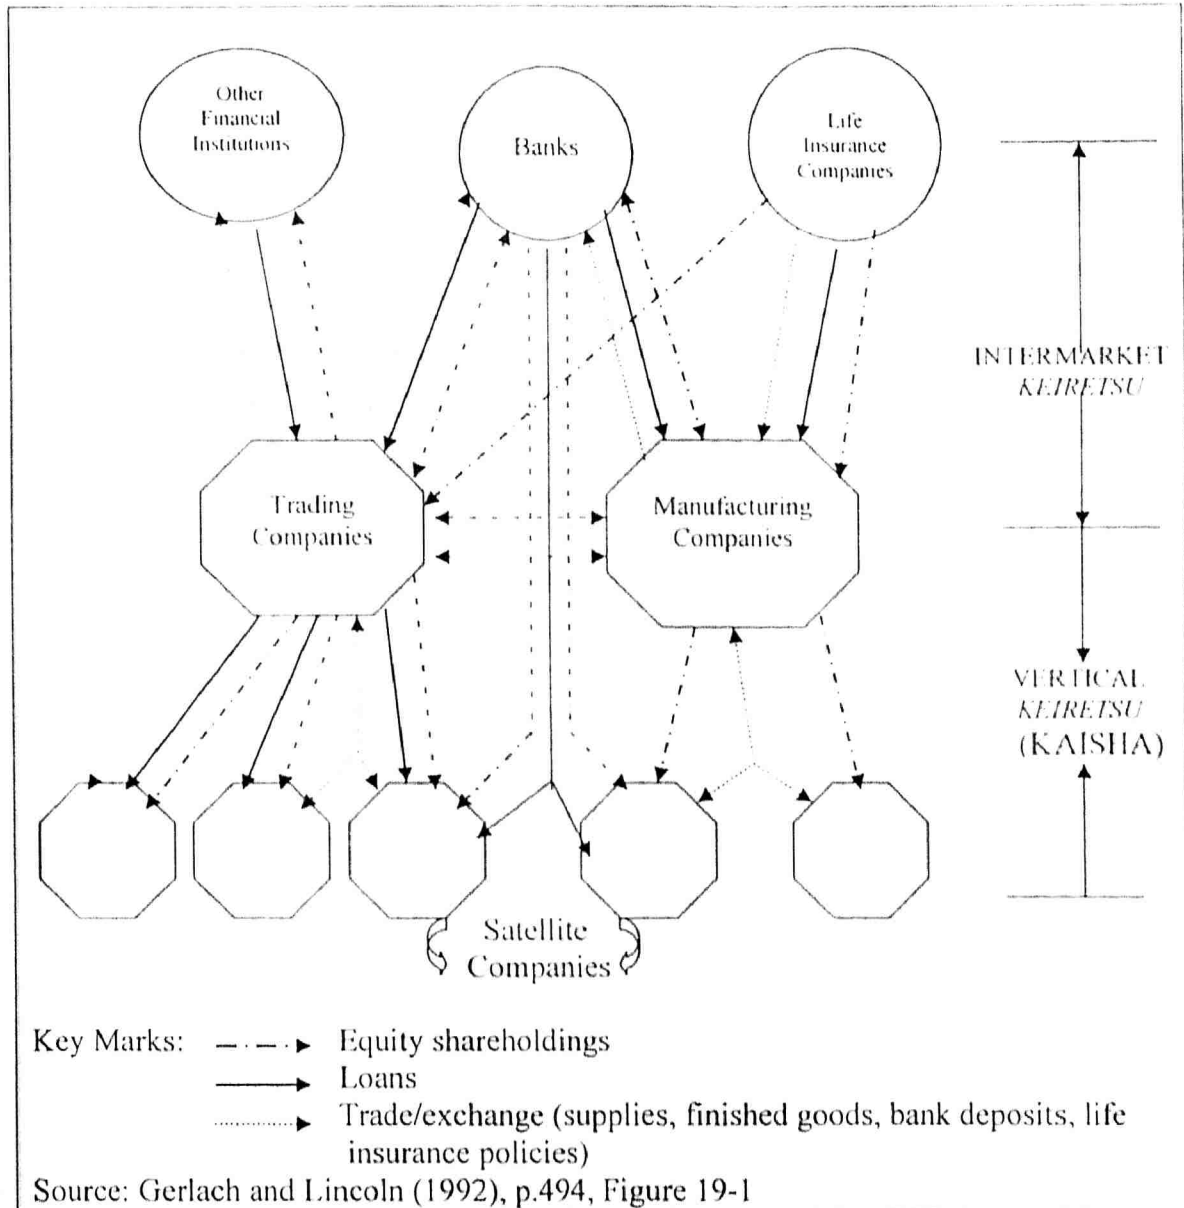 Other
Financial
Institutions
Banks
Life
Insurance
Companies
INTERMARKET
KEIRETSU
Trading
Companies
Manufacturing
Companies
VERTICAL
KEIRETSU
(KAISHA)
Satellite
Companies
Key Marks:
Equity shareholdings
Loans
Trade/exchange (supplies, finished goods, bank deposits, life
insurance policies)
Source: Gerlach and Lincoln (1992), p.494, Figure 19-1